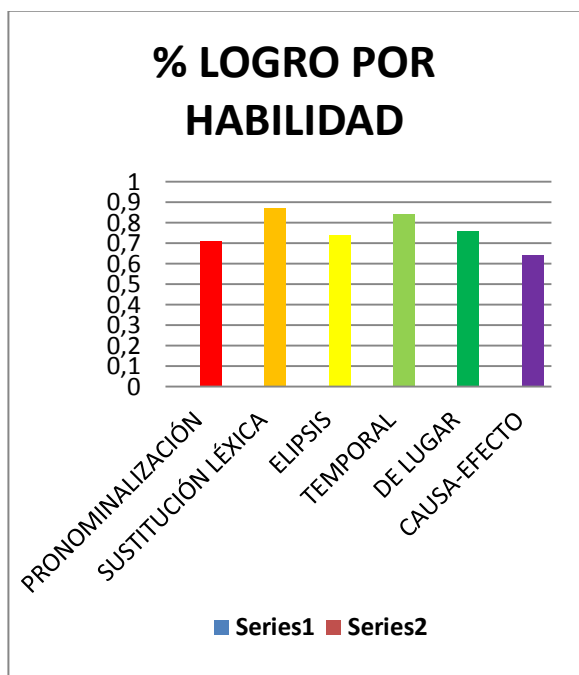 % LOGRO POR
HABILIDAD
1
0,9
0,8
0,7
0,6
0,5
0,4
0,3
0,2
0,1
0
PRONOMINALIZACIÓN
SUSTITUCIÓN LÉXICA
ELIPSIS
TEMPORAL
DE LUGAR
CAUSA-EFECTO
Series1 Series2